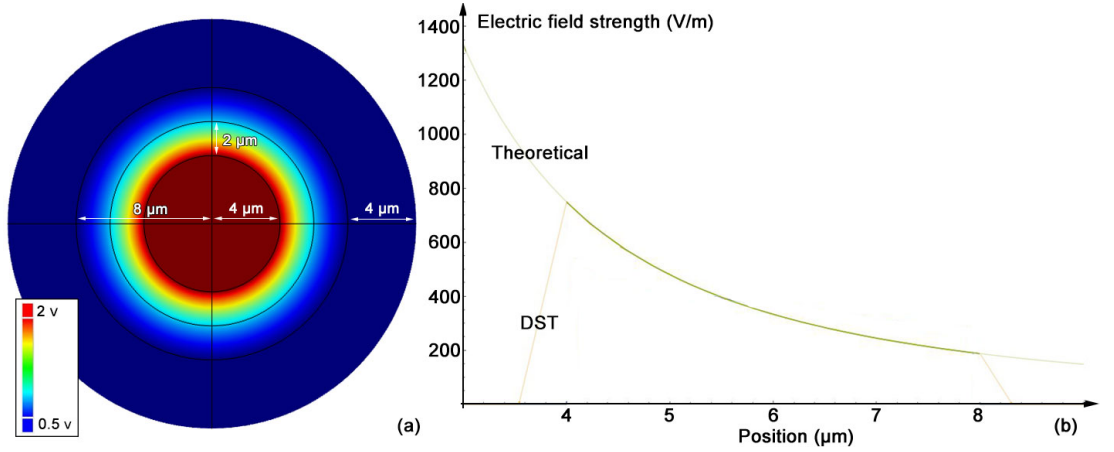 2 µm
8 µm
4 µm
4 µm
2 v
0.5 v
(a)
Electric field strength (V/m)
1400
1200
1000
800
600
400
200
Theoretical
DST
4
5
6
7
8
Position (µm)
(b)